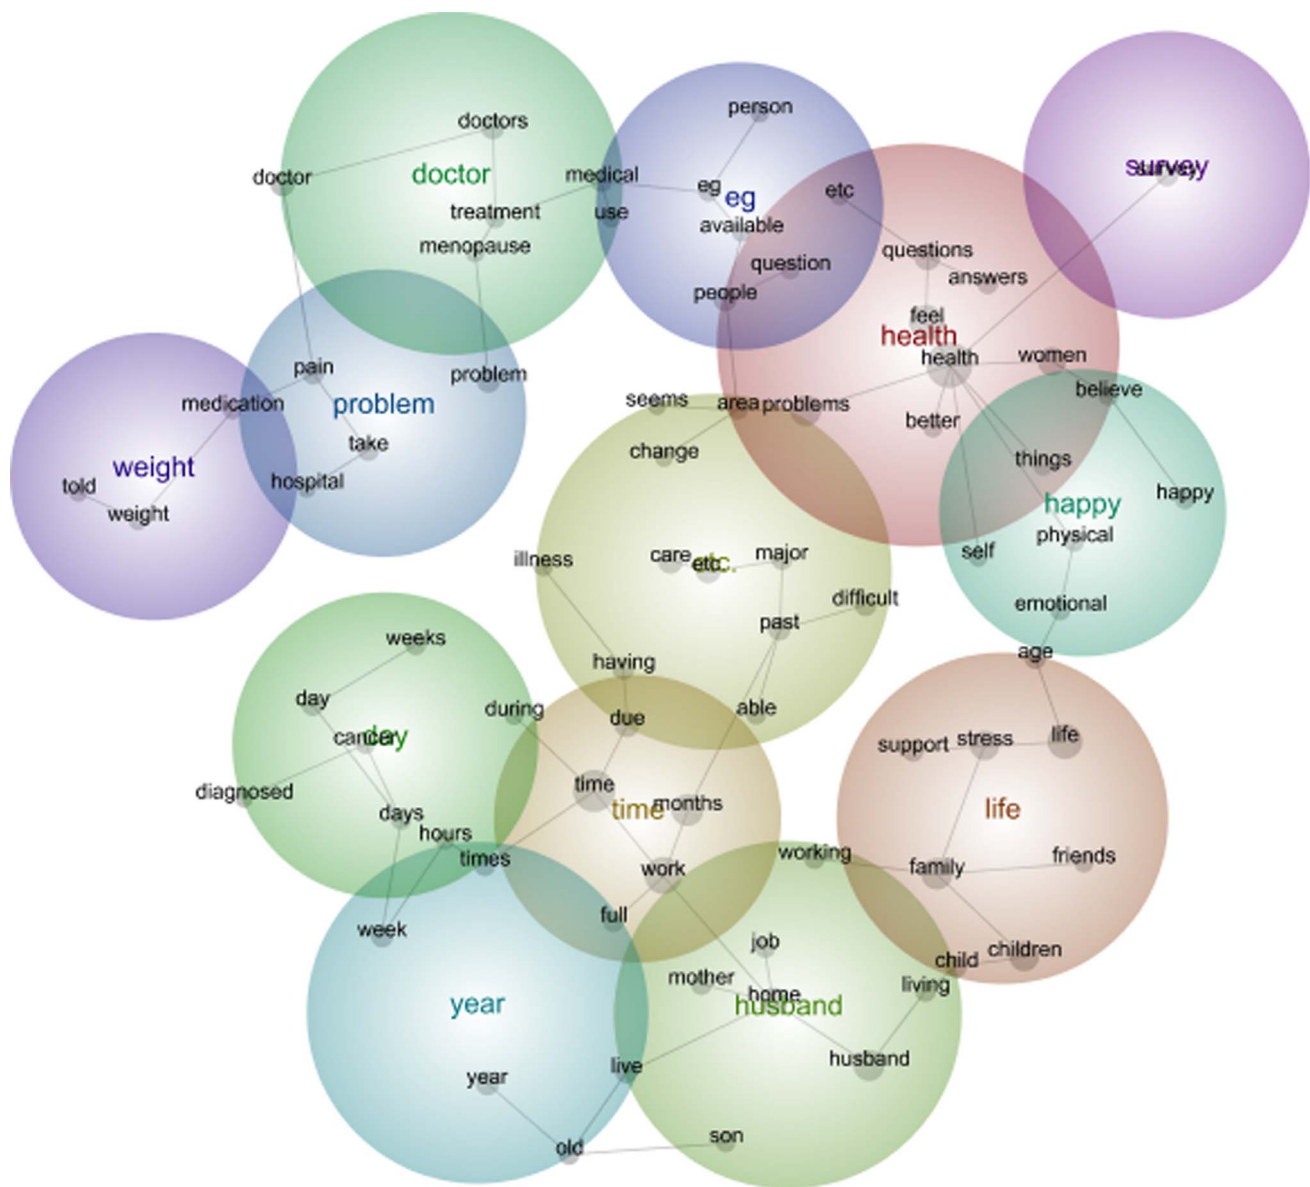 person
doctors
survey
survey
doctor
doctor
medical
eg
eg
etc
treatment
use
available
menopause
questions
question
answers
people
feel
health
health
women
pain
problem
believe
medication
problem
seems
area
problems
better
take
change
things
weight
told
hospital
happy
happy
weight
physical
illness
care
etc
etc.
major
self
difficult
emotional
past
weeks
having
age
day
during
due
able
cancer
day
support
stress
life
diagnosed
time
time
months
life
days
hours
times
working
friends
work
family
full
week
job
child
children
mother
home
living
year
husband
live
husband
year
old
son